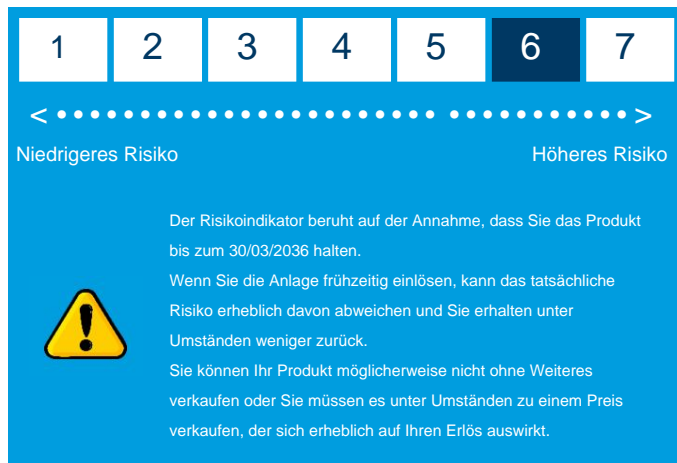 1 2 3 4 5 6 7
< >
Niedrigeres Risiko Höheres Risiko
Der Risikoindikator beruht auf der Annahme, dass Sie das Produkt
bis zum 30/03/2036 halten.
Wenn Sie die Anlage frühzeitig einlösen, kann das tatsächliche
Risiko erheblich davon abweichen und Sie erhalten unter
Umständen weniger zurück.
Sie können Ihr Produkt möglicherweise nicht ohne Weiteres
verkaufen oder Sie müssen es unter Umständen zu einem Preis
verkaufen, der sich erheblich auf Ihren Erlös auswirkt.